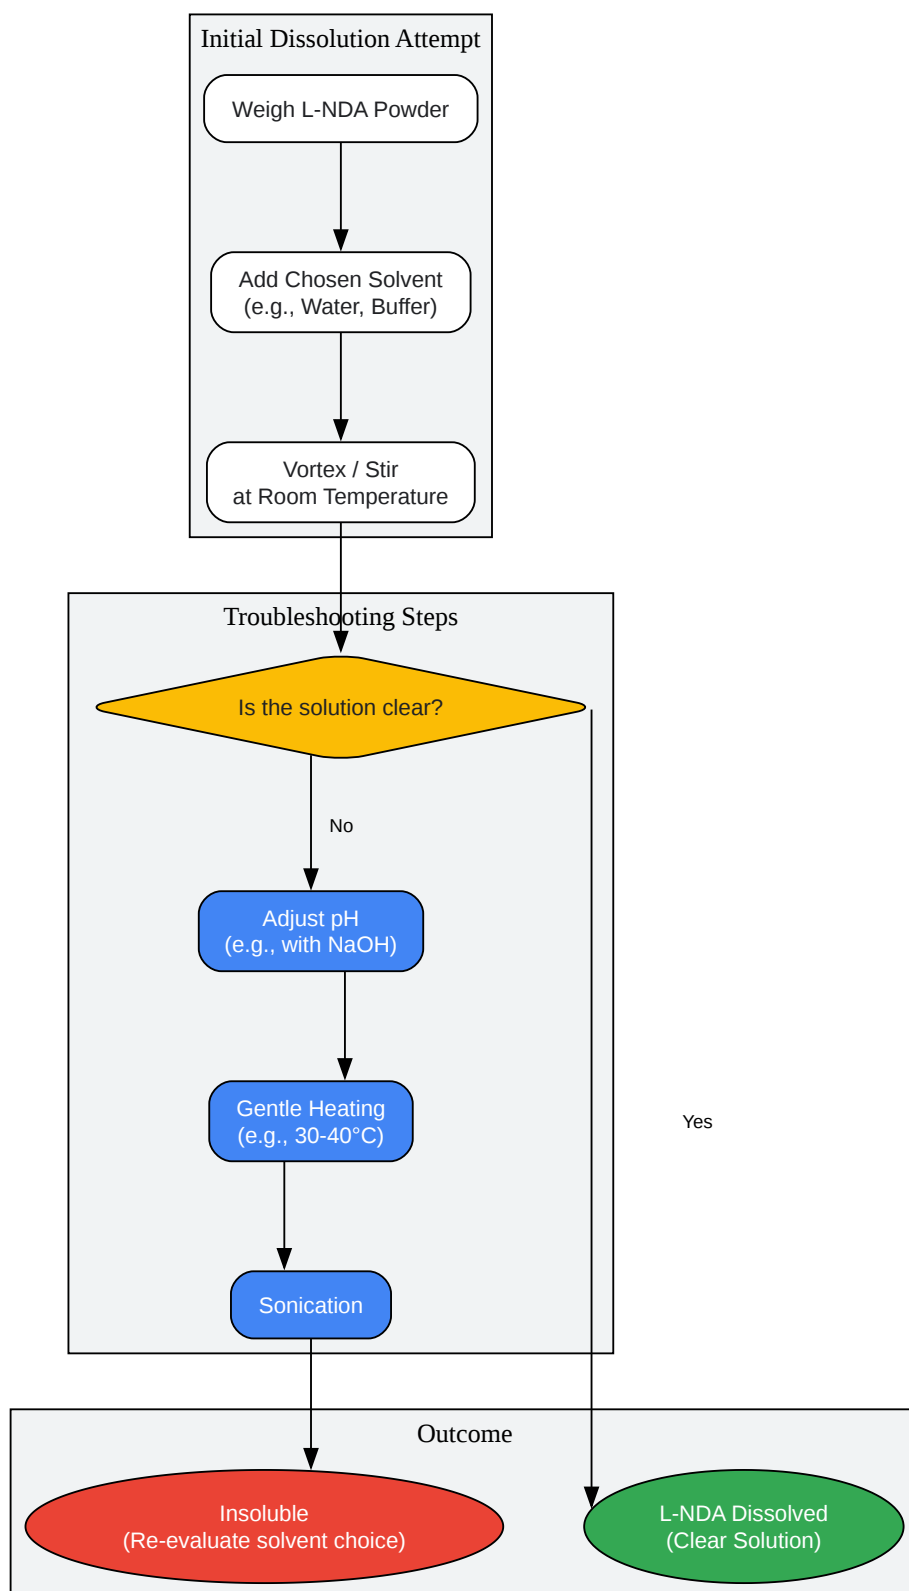 Initial Dissolution Attempt
Weigh L-NDA Powder
Add Chosen Solvent
(e.g., Water, Buffer)
Vortex / Stir
at Room Temperature
Troubleshooting Steps
Is the solution clear?
No
Adjust pH
(e.g., with NaOH)
Gentle Heating
(e.g., 30-40°C)
Yes
Sonication
Outcome
Insoluble
(Re-evaluate solvent choice)
L-NDA Dissolved
(Clear Solution)